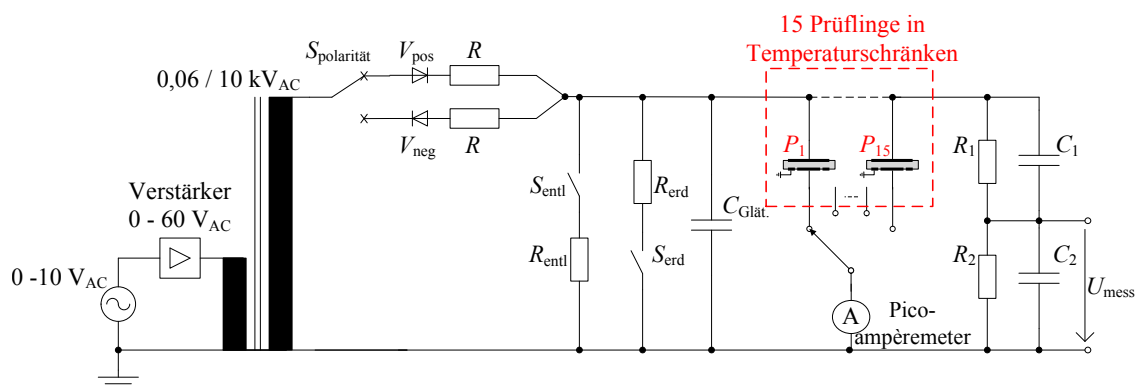 15 Prüflinge in
Temperaturschränken
S_polarität
V_pos
R
0,06 / 10 kV_AC
V_neg
R
P_1
P_15
R_1
C_1
Verstärker
0 - 60 V_AC
S_entl
R_erd
C_Glät.
R_entl
S_erd
R_2
C_2
U_mess
0 -10 V_AC
A
Pico-
ampèremeter